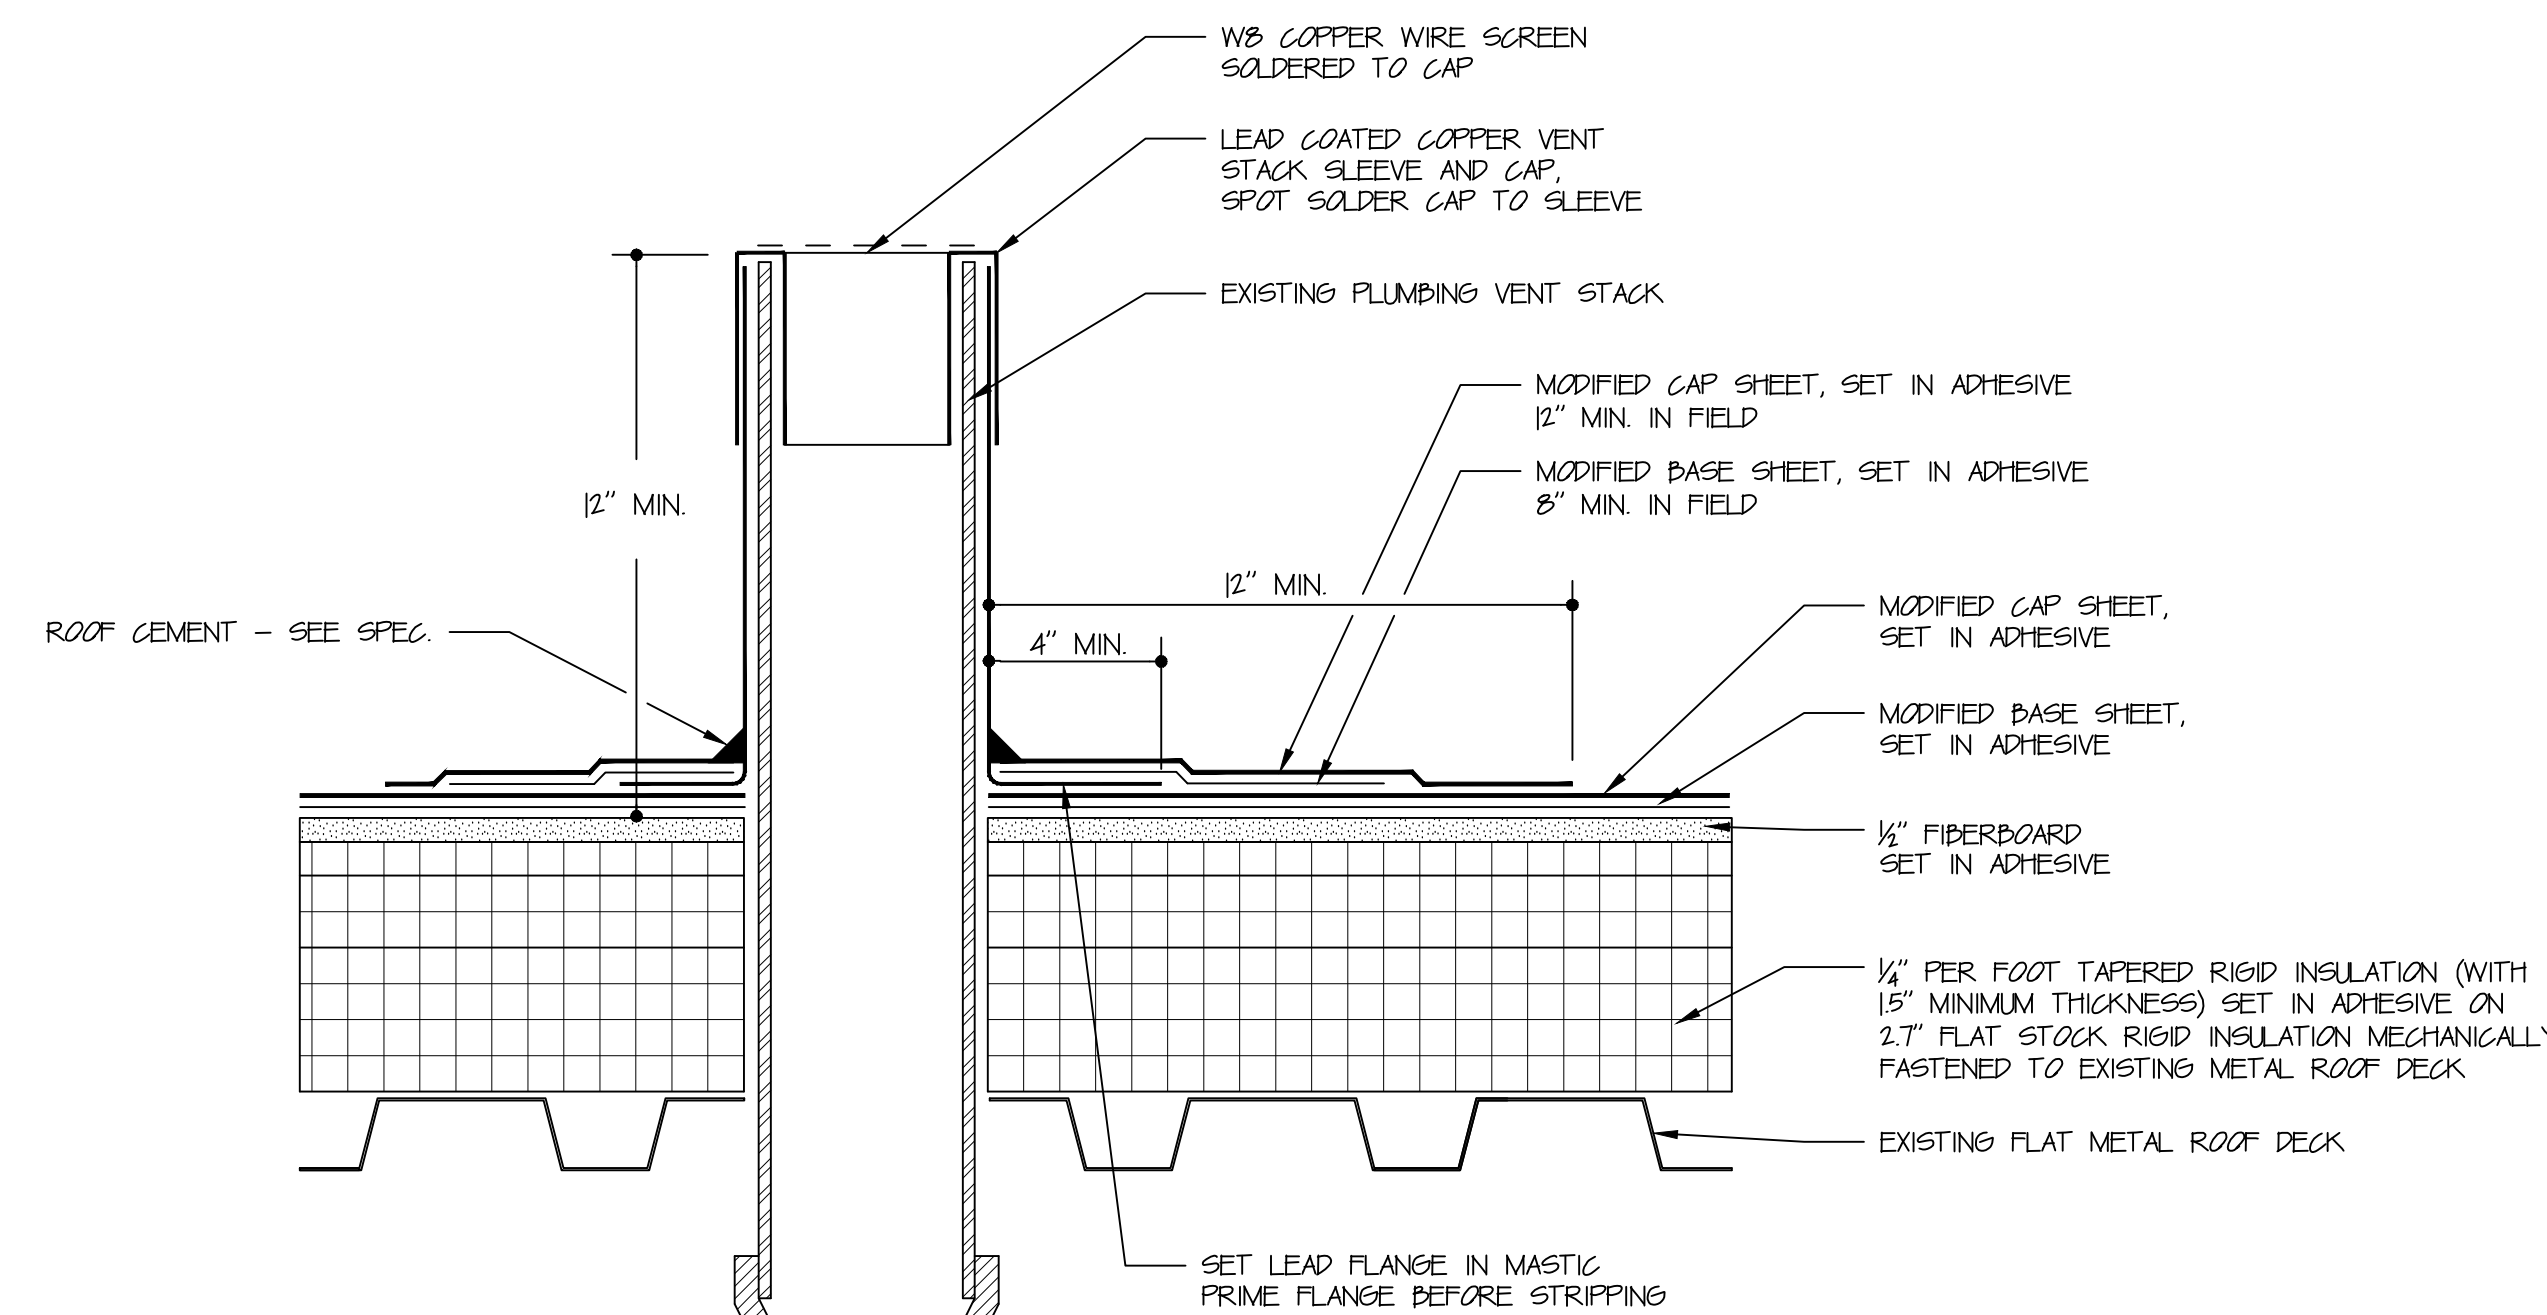 W8 COPPER WIRE SCREEN
SOLDERED TO CAP
LEAD COATED COPPER VENT
STACK SLEEVE AND CAP,
SPOT SOLDER CAP TO SLEEVE
EXISTING PLUMBING VENT STACK
MODIFIED CAP SHEET, SET IN ADHESIVE
12" MIN. IN FIELD
MODIFIED BASE SHEET, SET IN ADHESIVE
8" MIN. IN FIELD
12" MIN.
12" MIN.
4" MIN.
ROOF CEMENT - SEE SPEC.
MODIFIED CAP SHEET,
SET IN ADHESIVE
MODIFIED BASE SHEET,
SET IN ADHESIVE
1/2" FIBERBOARD
SET IN ADHESIVE
1/4" PER FOOT TAPERED RIGID INSULATION (WITH
1.5" MINIMUM THICKNESS) SET IN ADHESIVE ON
2.7" FLAT STOCK RIGID INSULATION MECHANICALLY
FASTENED TO EXISTING METAL ROOF DECK
EXISTING FLAT METAL ROOF DECK
SET LEAD FLANGE IN MASTIC
PRIME FLANGE BEFORE STRIPPING